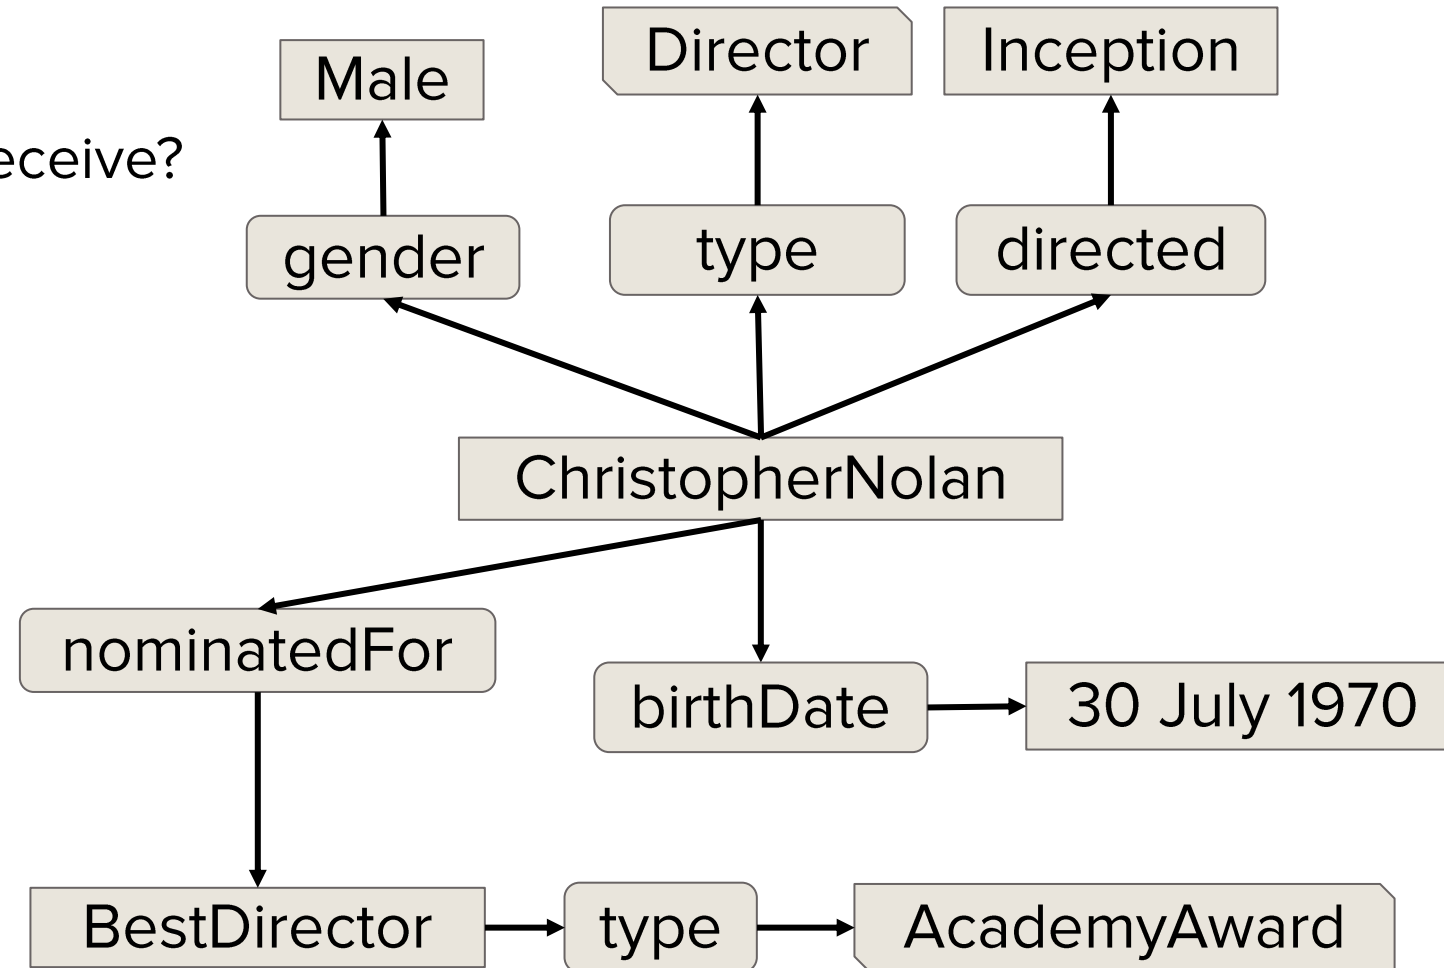 Director
Inception
Male
eceive?
gender
type
directed
ChristopherNolan
nominatedFor
birthDate
30 July 1970
BestDirector
type
AcademyAward